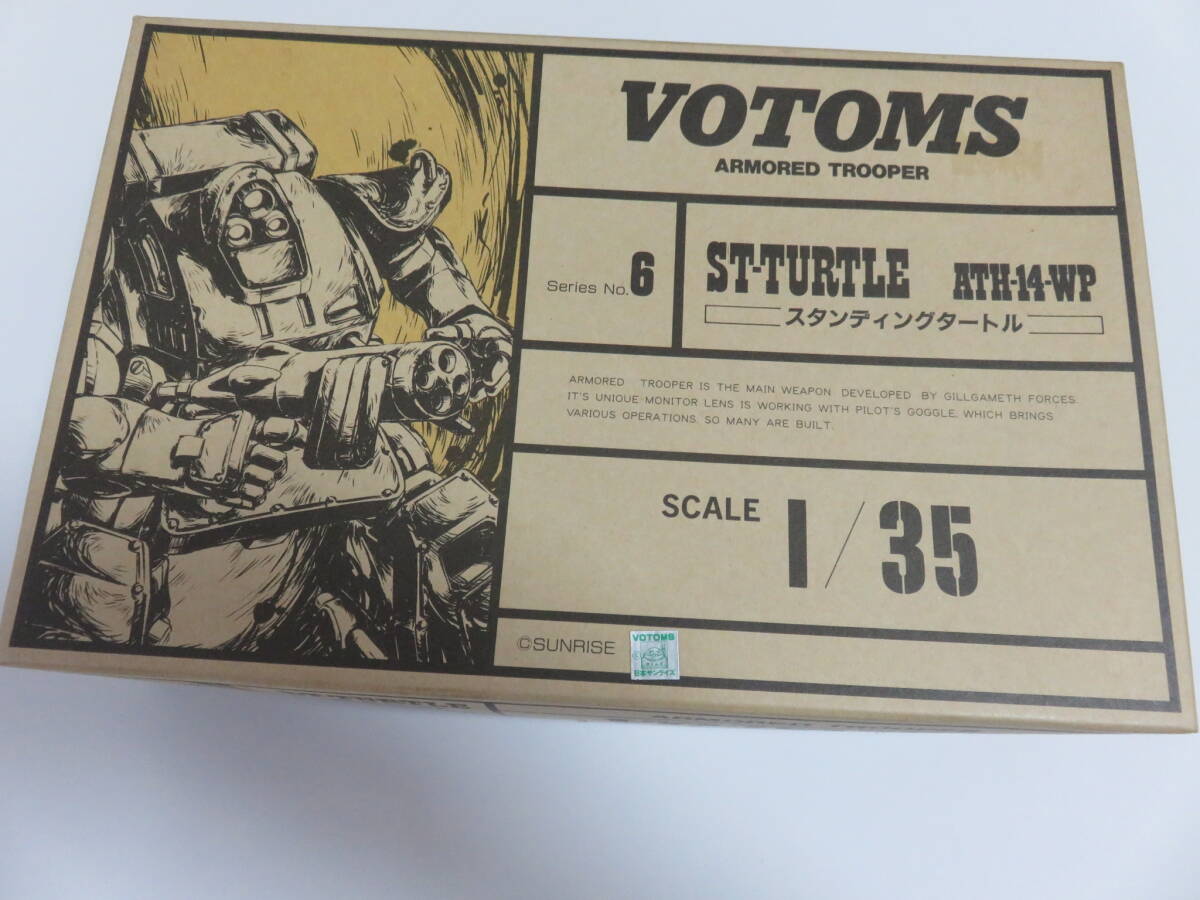 VOTOMS
ARMORED TROOPER
Series No. 6
ST-TURTLE ATH-14-WP
スタンディングタートル
ARMORED TROOPER IS THE MAIN WEAPON DEVELOPED BY GILLGAMETH FORCES.
IT'S UNIQUE MONITOR LENS IS WORKING WITH PILOT'S GOGGLE, WHICH BRINGS
VARIOUS OPERATIONS. SO MANY ARE BUILT.
SCALE 1/35
©SUNRISE
VOTOMS
日本サンライズ